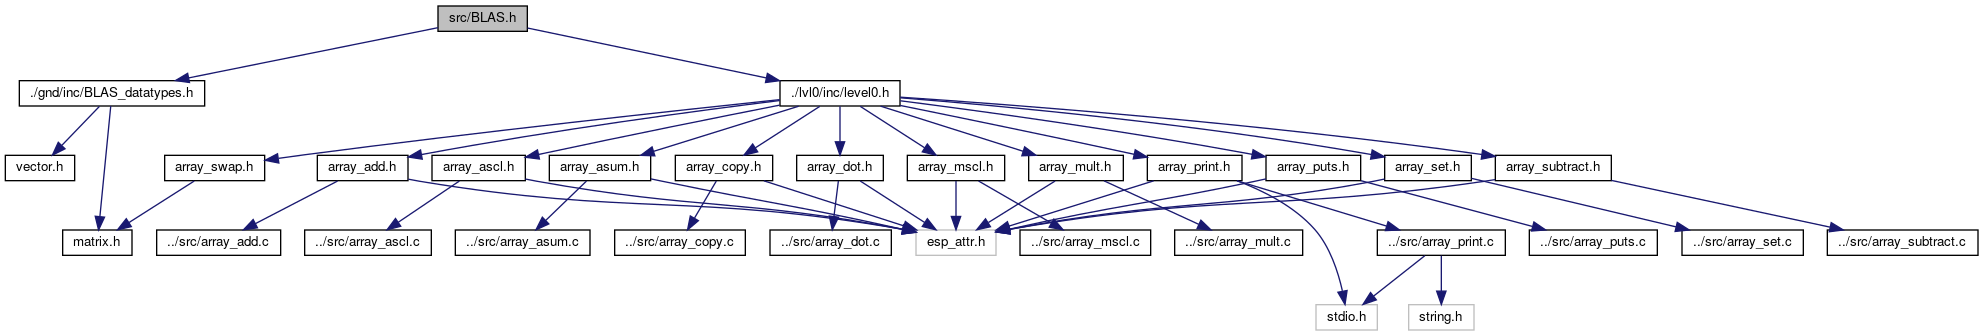 src/BLAS.h
./gnd/inc/BLAS_datatypes.h
./lvl0/inc/level0.h
vector.h
array_swap.h
array_add.h
array_ascl.h
array_asum.h
array_copy.h
array_dot.h
array_mscl.h
array_mult.h
array_print.h
array_puts.h
array_set.h
array_subtract.h
matrix.h
../src/array_add.c
../src/array_ascl.c
../src/array_asum.c
../src/array_copy.c
../src/array_dot.c
esp_attr.h
../src/array_mscl.c
../src/array_mult.c
../src/array_print.c
../src/array_puts.c
../src/array_set.c
../src/array_subtract.c
stdio.h
string.h